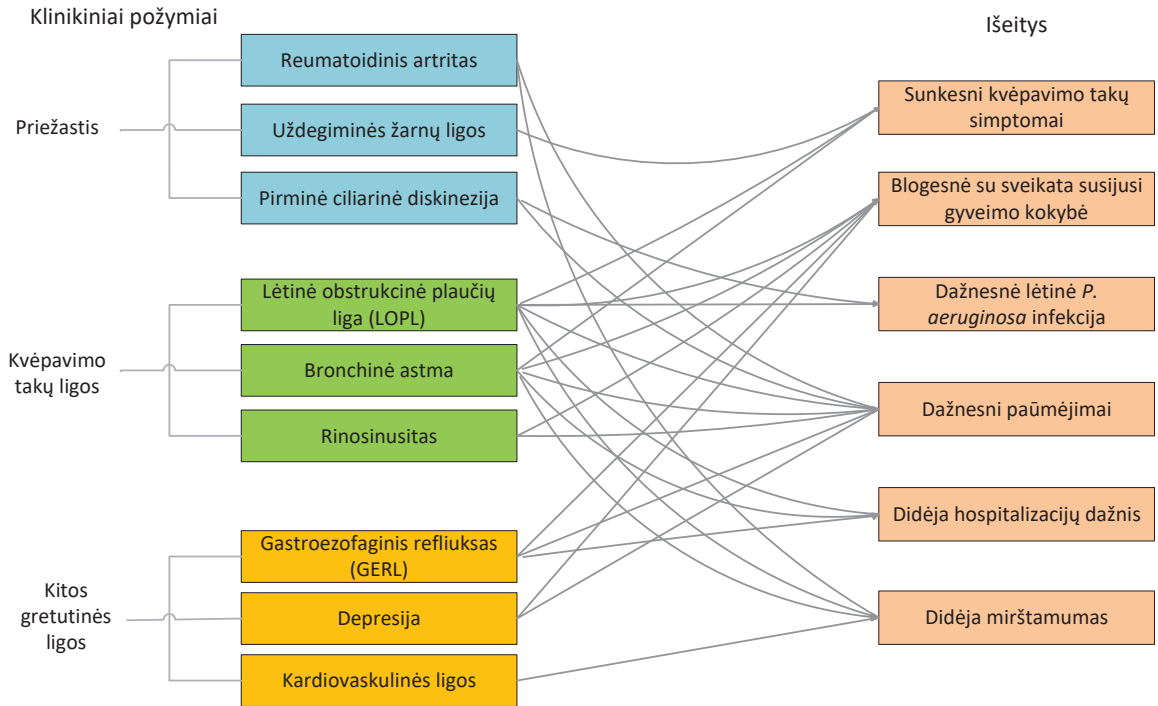 Klinikiniai požymiai
Išeitys
Priežastis
Reumatoidinis artritas
Uždegiminės žarnų ligos
Pirminė ciliarinė diskinezija
Kvėpavimo
takų ligos
Lėtinė obstrukcinė plaučių
liga (LOPL)
Bronchinė astma
Rinosinusitas
Kitos
gretutinės
ligos
Gastroezofaginis refliuksas
(GERL)
Depresija
Kardiovaskulinės ligos
Sunkesni kvėpavimo takų
simptomai
Blogesnė su sveikata susijusi
gyveimo kokybė
Dažnesnė lėtinė P.
aeruginosa infekcija
Dažnesni paūmėjimai
Didėja hospitalizacijų dažnis
Didėja mirštamumas